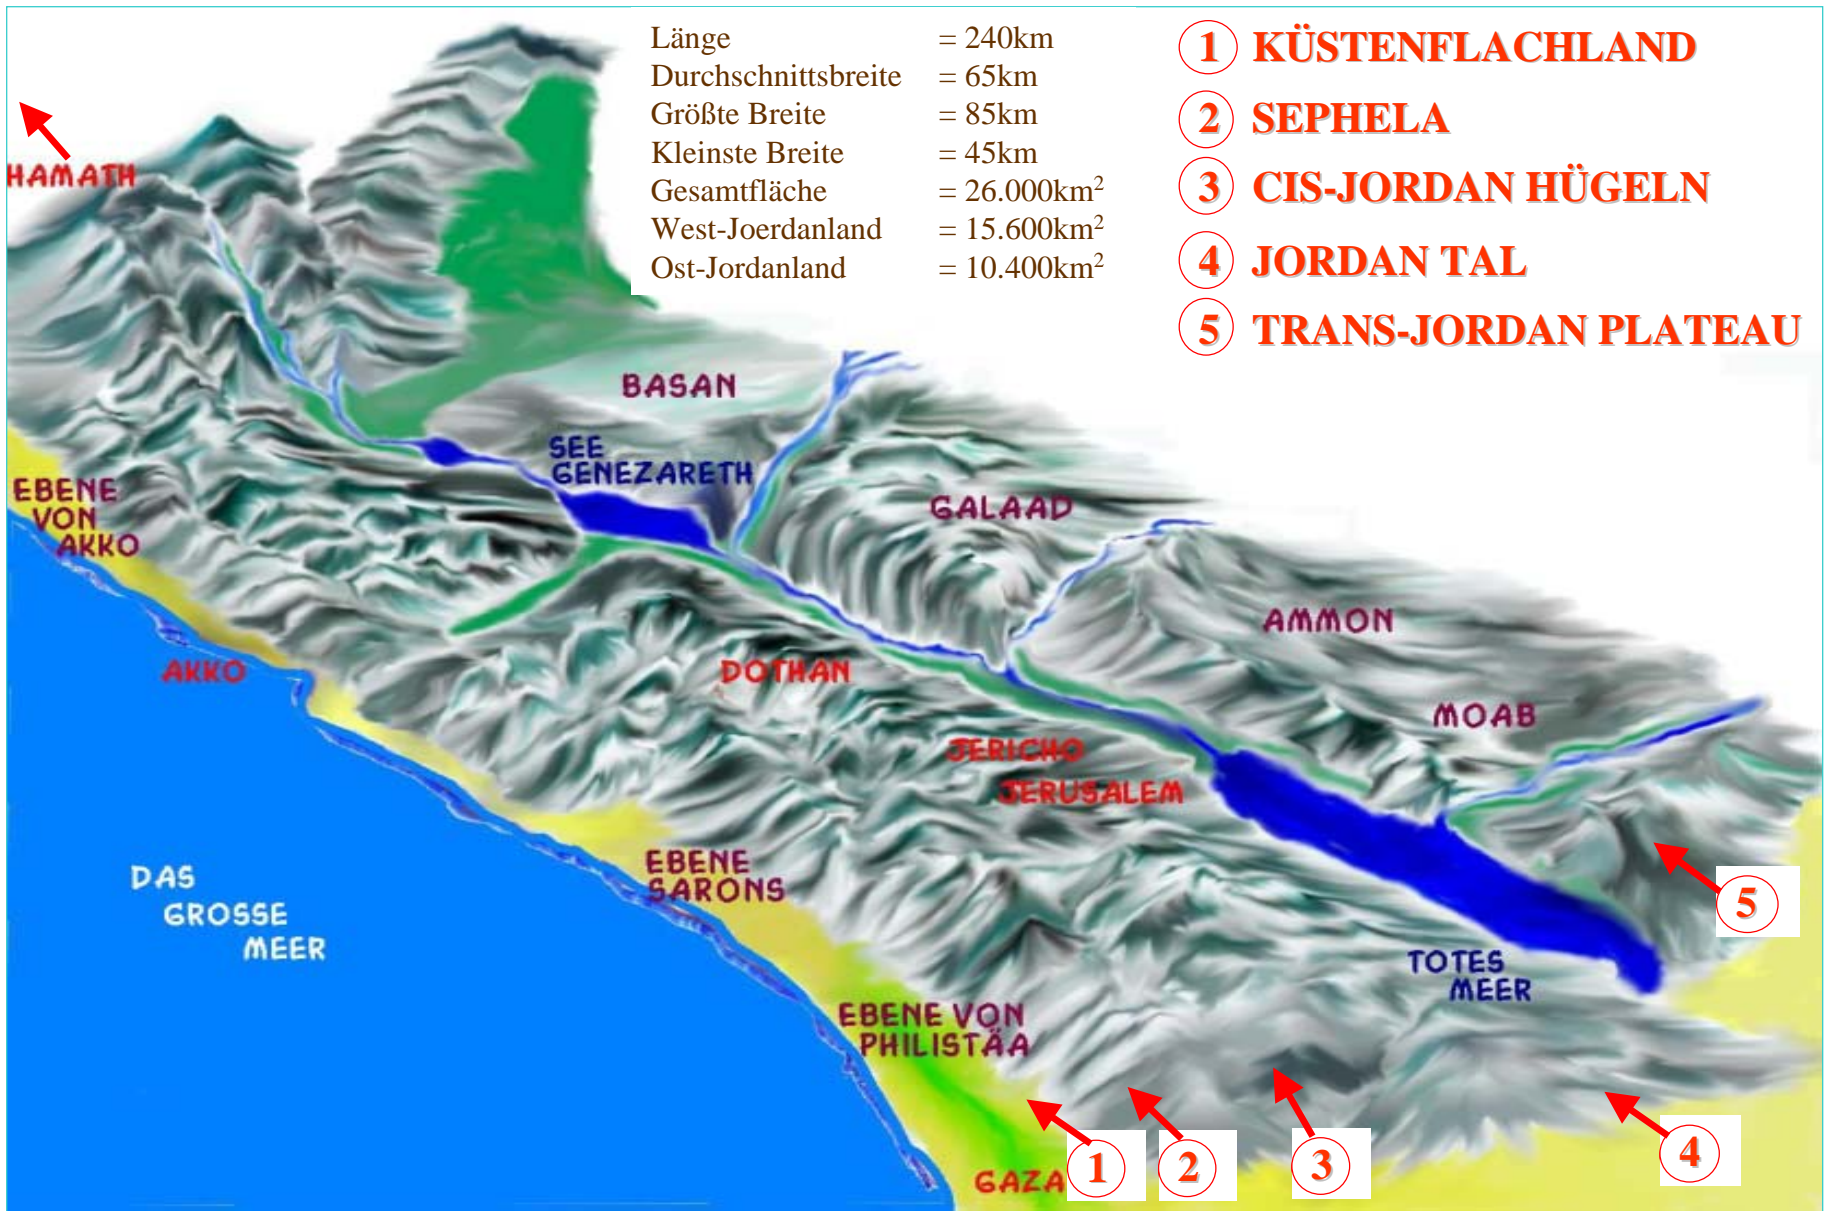 Länge = 240km
Durchschnittsbreite = 65km
Größte Breite = 85km
Kleinste Breite = 45km
Gesamtfläche = 26.000km²
West-Joerdanland = 15.600km²
Ost-Jordanland = 10.400km²
1 KÜSTENFLACHLAND
2 SEPHELA
3 CIS-JORDAN HÜGELN
4 JORDAN TAL
5 TRANS-JORDAN PLATEAU
HAMATH
BASAN
SEE
GENEZARETH
EBENE
VON
AKKO
GALAAD
AMMON
AKKO
DOTHAN
MOAB
JERICHO
JERUSALEM
EBENE
SARONS
DAS
GROSSE
MEER
5
TOTES
MEER
EBENE VON
PHILISTÄA
GAZA
1
2
3
4